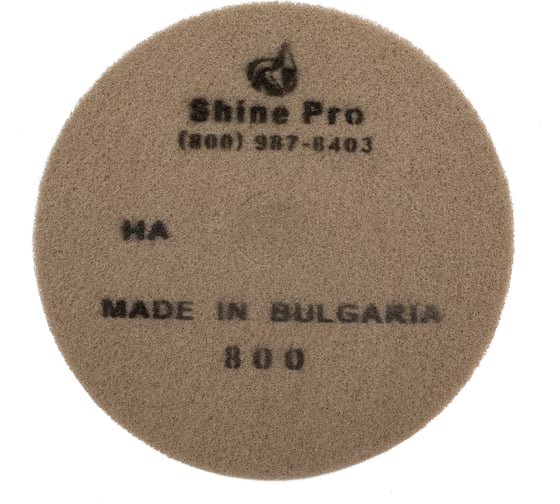 Shine Pro
(800) 987-8403
HA
MADE IN BULGARIA
800